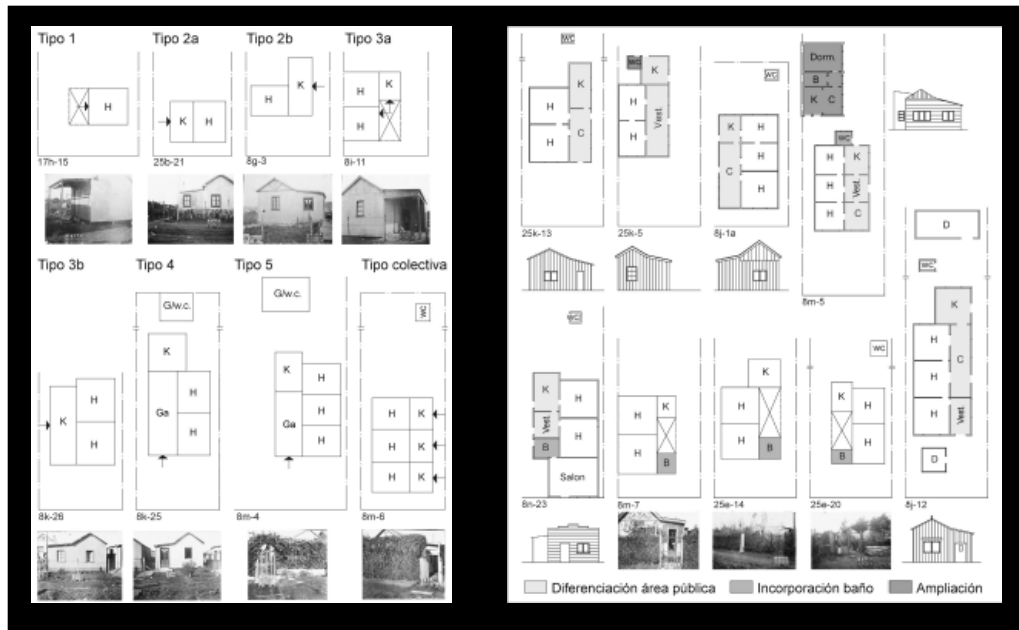 Tipo 1 Tipo 2a Tipo 2b Tipo 3a
H
K H
H K
H K
H
17h-15 25b-21 8g-3 8i-11
Tipo 3b Tipo 4 Tipo 5 Tipo colectiva
G/w.c.
G/w.c.
WC
K H
H
K
Ga H
H
K H
H
Ga H
H K
H K
H K
8k-26 8k-25 8m-4 8m-6
WC
H K
H C
25k-13
WC K
H Vest.
H
25k-5
WC
K H
H
C H
8j-1a
Dorm.
B
K C
WC
H K
H Vest.
H C
8m-5
WC
K H
Vest. H
B
Salon
8n-23
H K
H
B
8m-7
K
H
H
B
25e-14
WC
K H
H
B
25e-20
D
WC
K
H
H C
H Vest.
D
8j-12
Diferenciación área pública Incorporación baño Ampliación